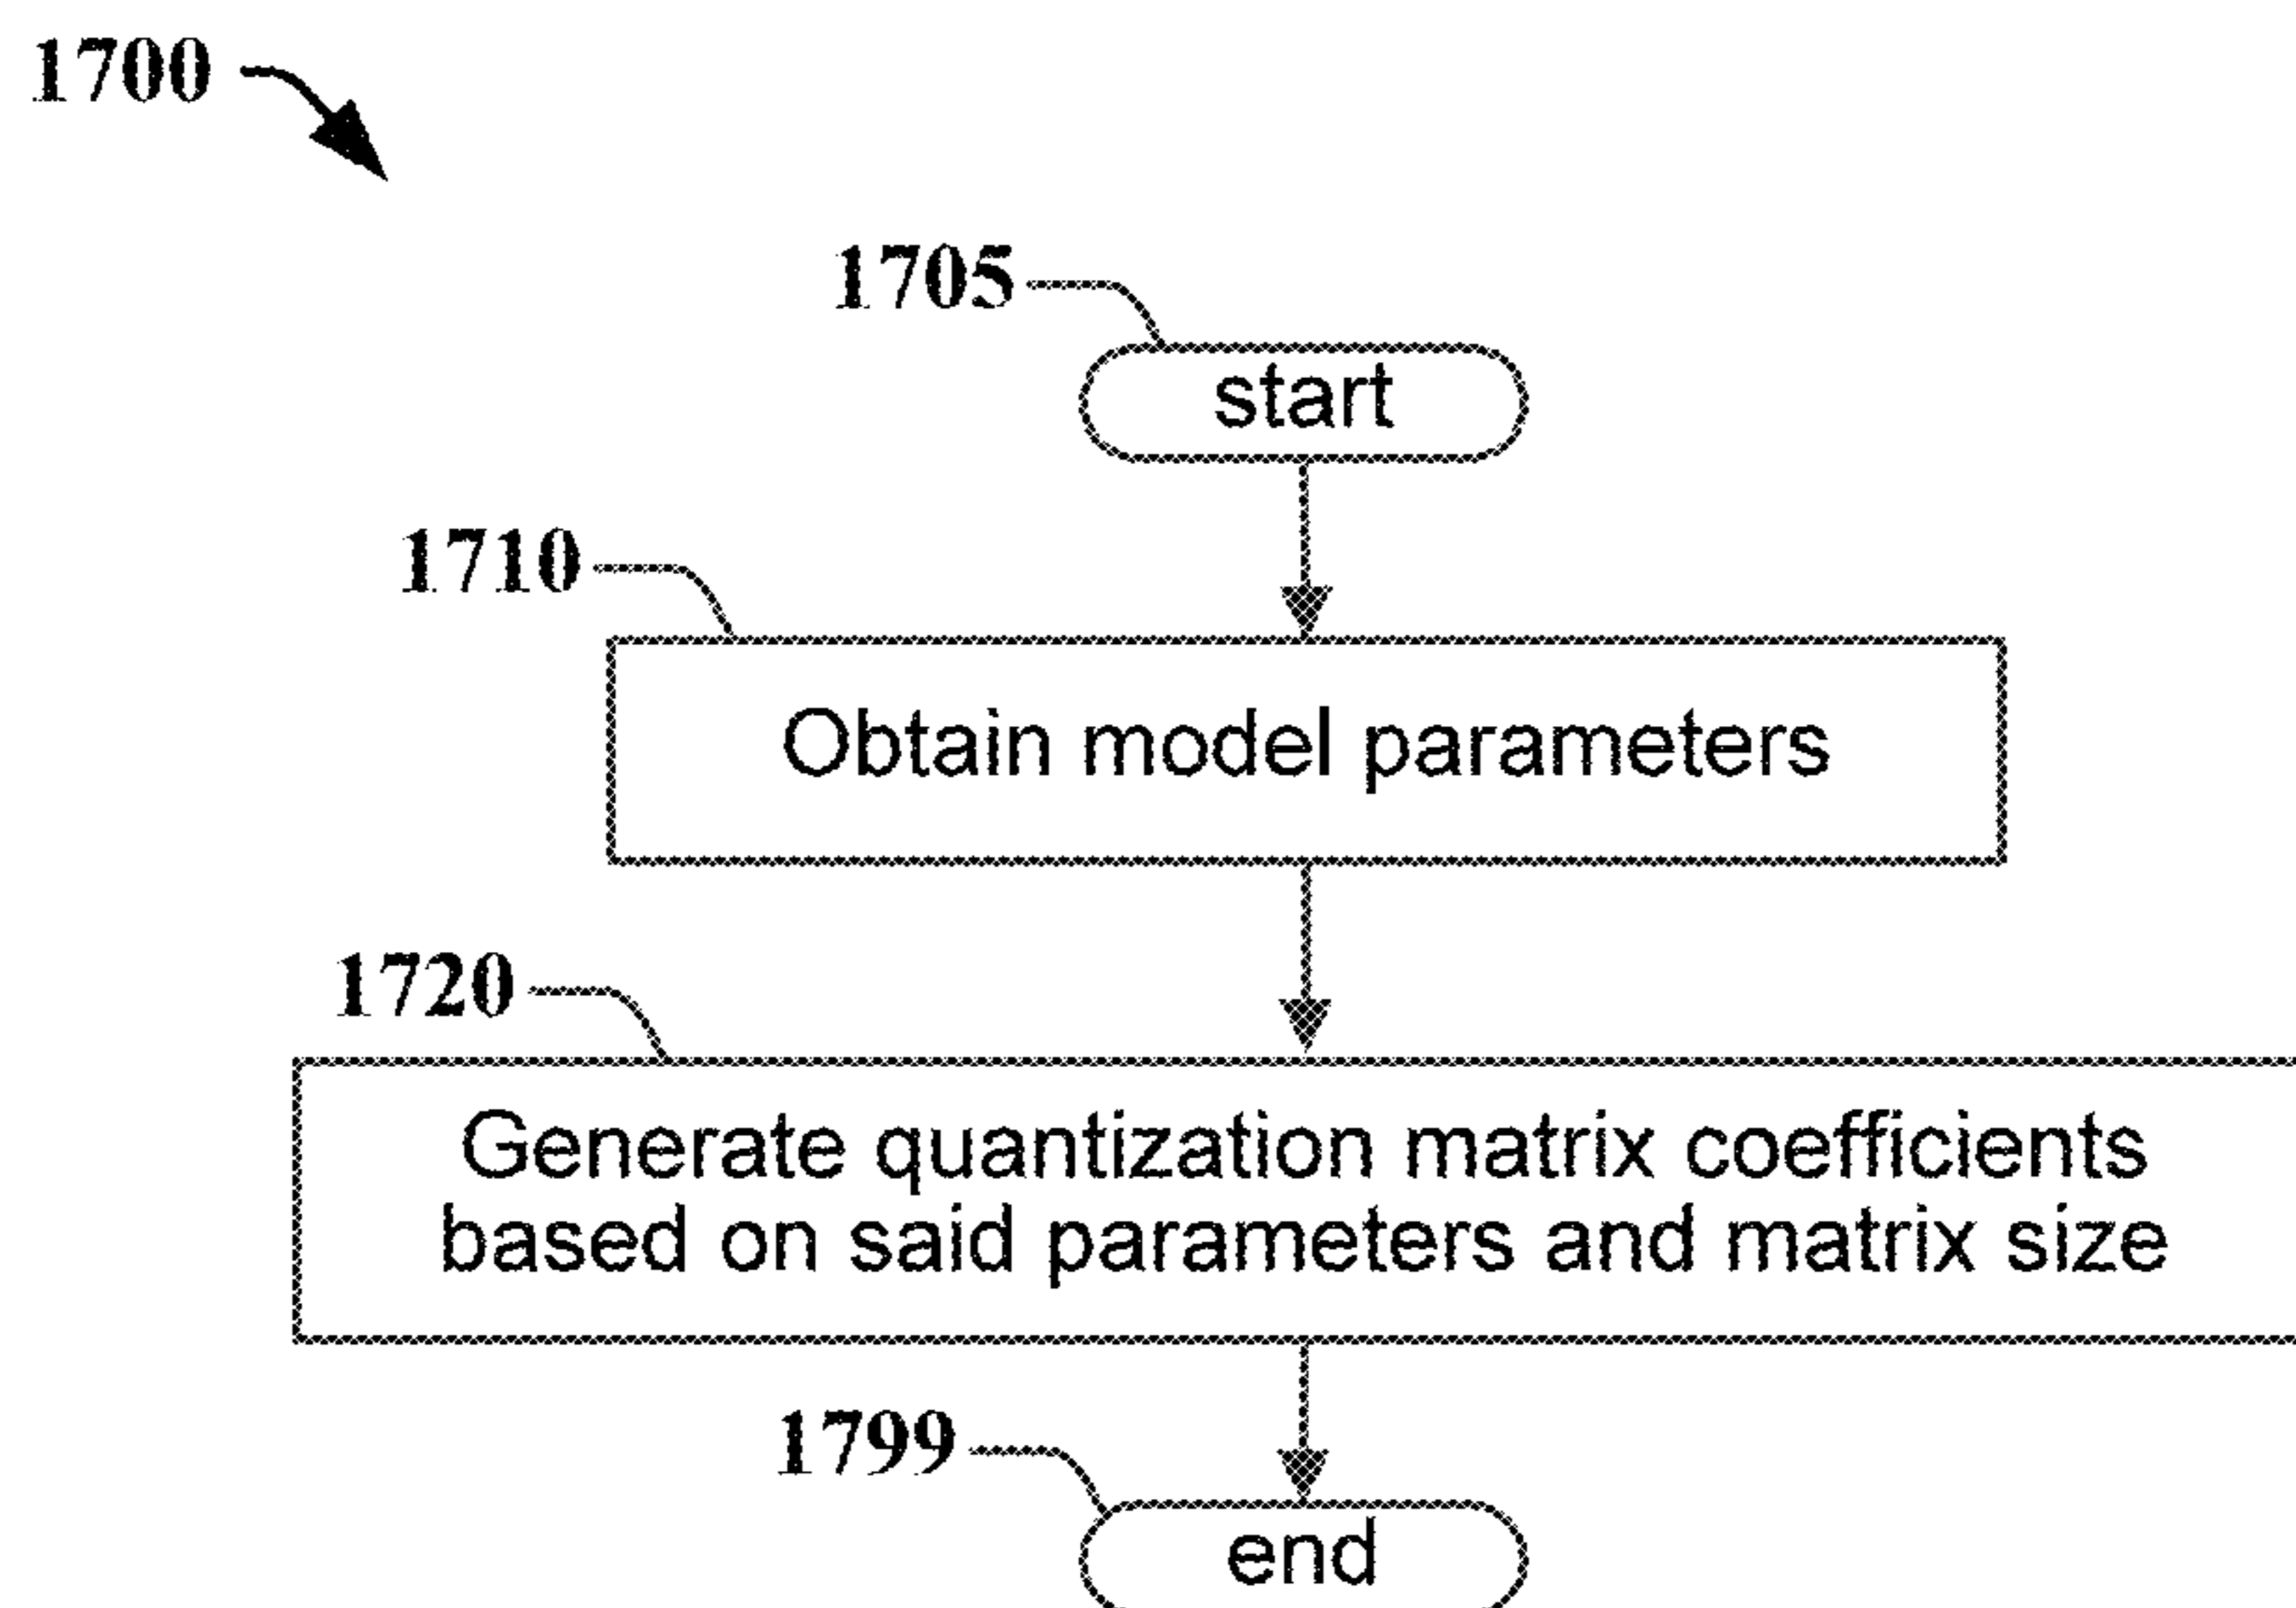 1700
1705
start
1710
Obtain model parameters
1720
Generate quantization matrix coefficients
based on said parameters and matrix size
1799
end